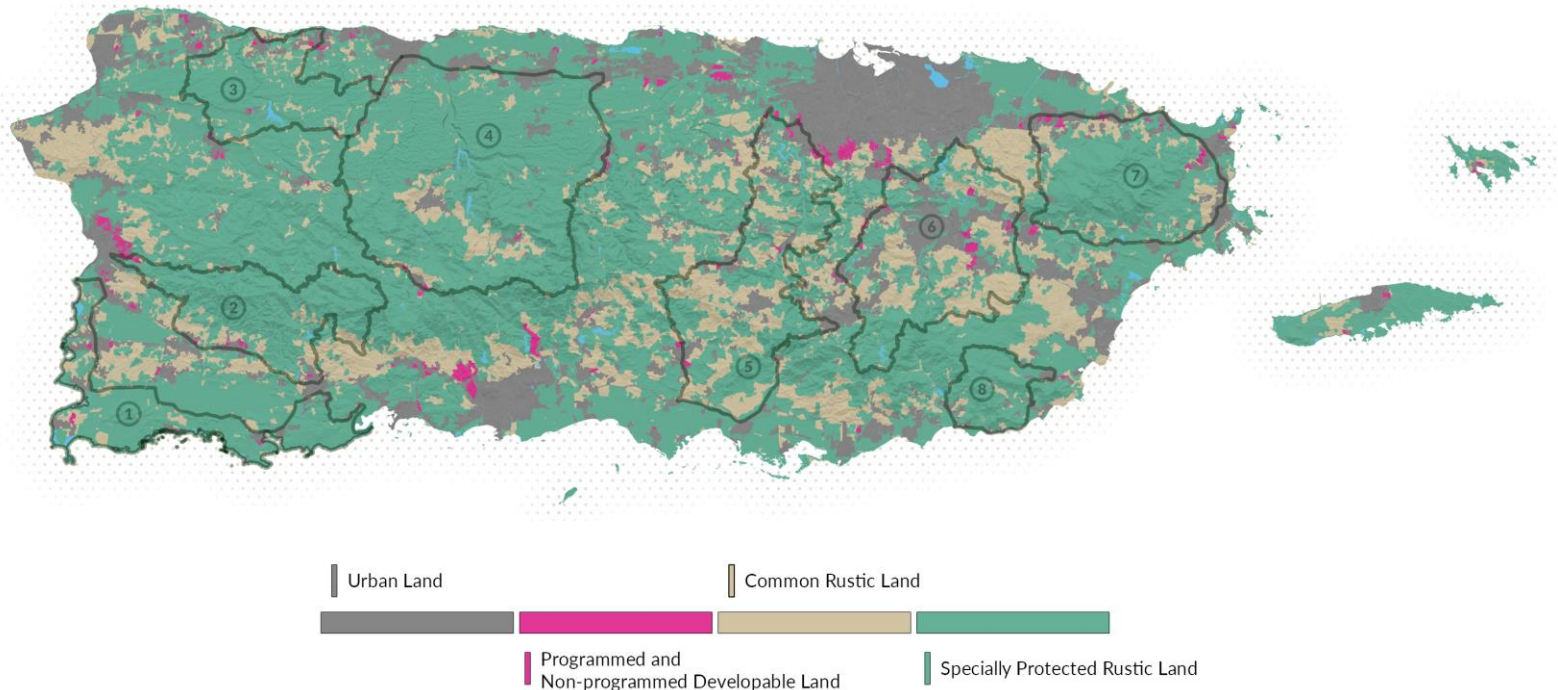 3
4
7
6
2
5
8
1
Urban Land
Common Rustic Land
Programmed and
Non-programmed Developable Land
Specially Protected Rustic Land